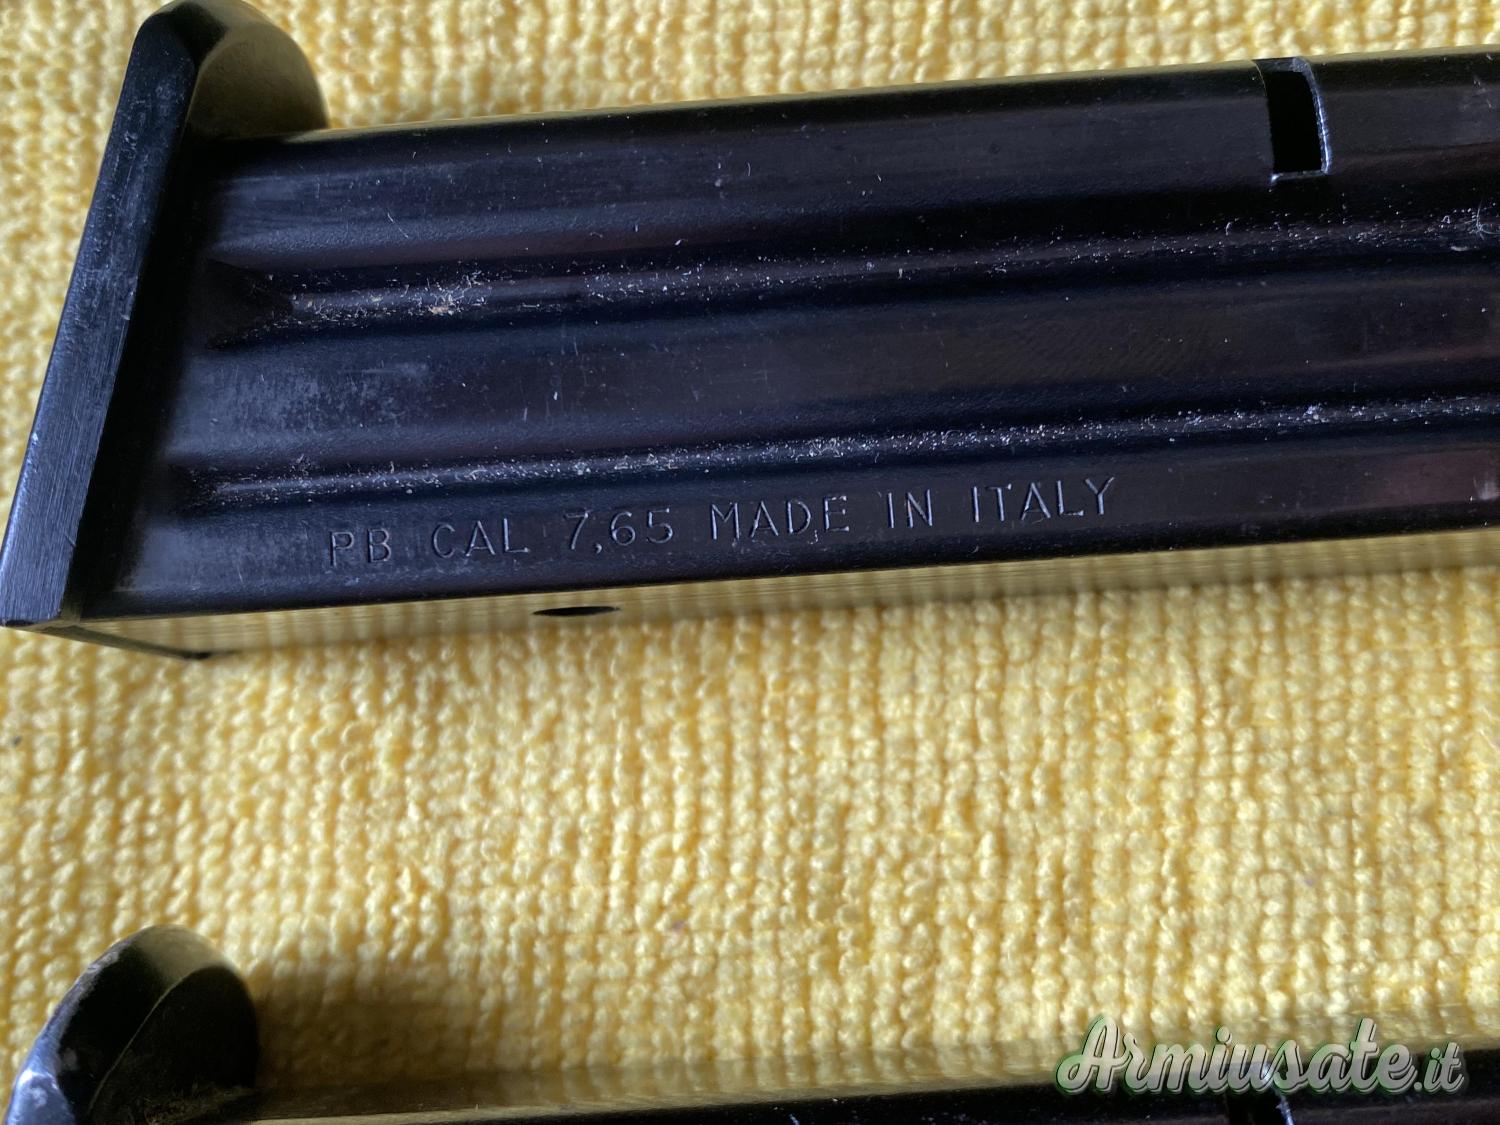 PB CAL 7,65 MADE IN ITALY
Armiusate.it